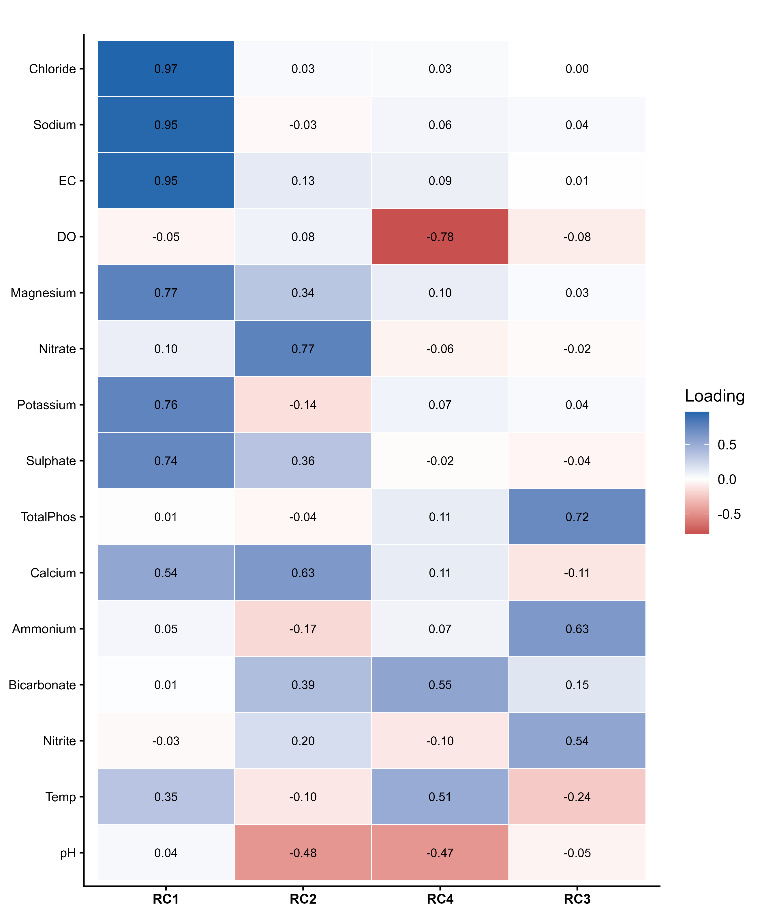 Chloride 0.97 0.03 0.03 0.00
Sodium 0.95 -0.03 0.06 0.04
EC 0.95 0.13 0.09 0.01
DO -0.05 0.08 -0.78 -0.08
Magnesium 0.77 0.34 0.10 0.03
Nitrate 0.10 0.77 -0.06 -0.02
Potassium 0.76 -0.14 0.07 0.04
Sulphate 0.74 0.36 -0.02 -0.04
TotalPhos 0.01 -0.04 0.11 0.72
Calcium 0.54 0.63 0.11 -0.11
Ammonium 0.05 -0.17 0.07 0.63
Bicarbonate 0.01 0.39 0.55 0.15
Nitrite -0.03 0.20 -0.10 0.54
Temp 0.35 -0.10 0.51 -0.24
pH 0.04 -0.48 -0.47 -0.05
RC1 RC2 RC4 RC3
Loading
0.5
0.0
-0.5